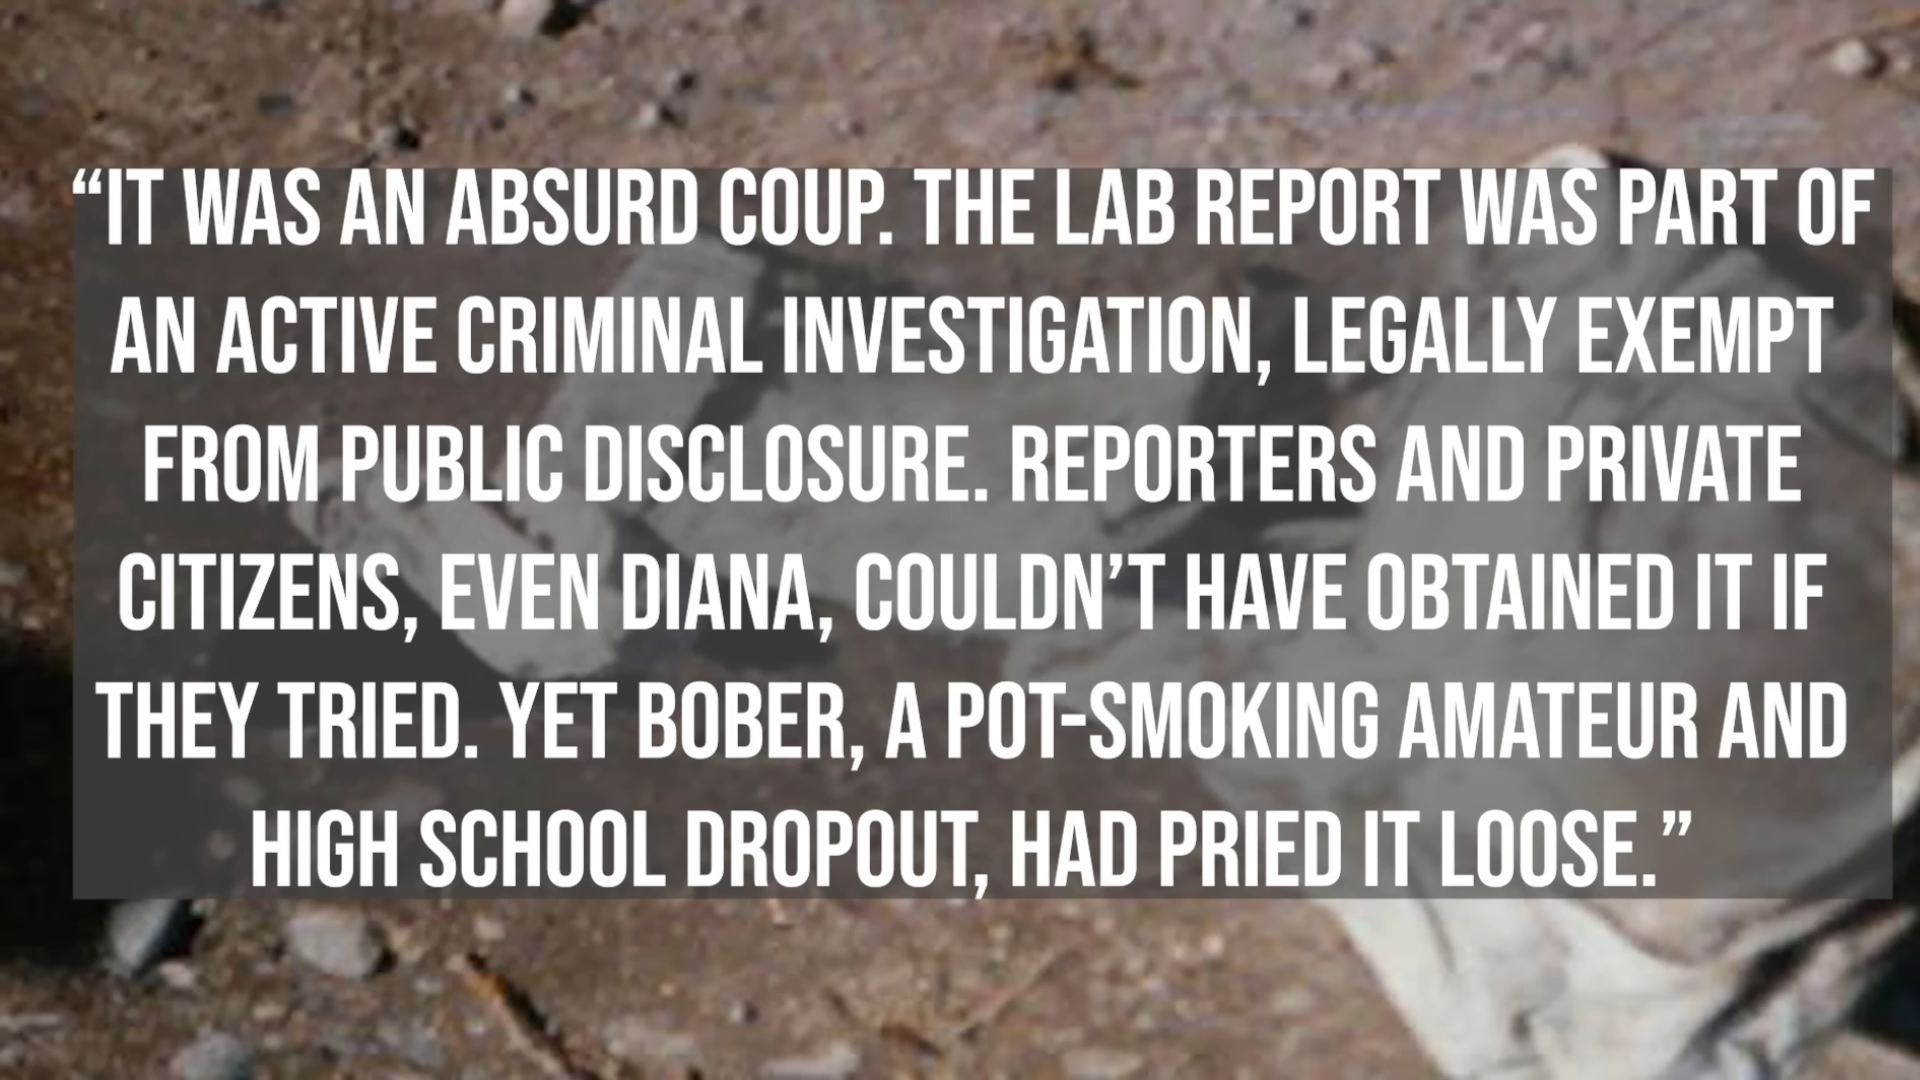 “IT WAS AN ABSURD COUP. THE LAB REPORT WAS PART OF
AN ACTIVE CRIMINAL INVESTIGATION, LEGALLY EXEMPT
FROM PUBLIC DISCLOSURE. REPORTERS AND PRIVATE
CITIZENS, EVEN DIANA, COULDN’T HAVE OBTAINED IT IF
THEY TRIED. YET BOBER, A POT-SMOKING AMATEUR AND
HIGH SCHOOL DROPOUT, HAD PRIED IT LOOSE.”